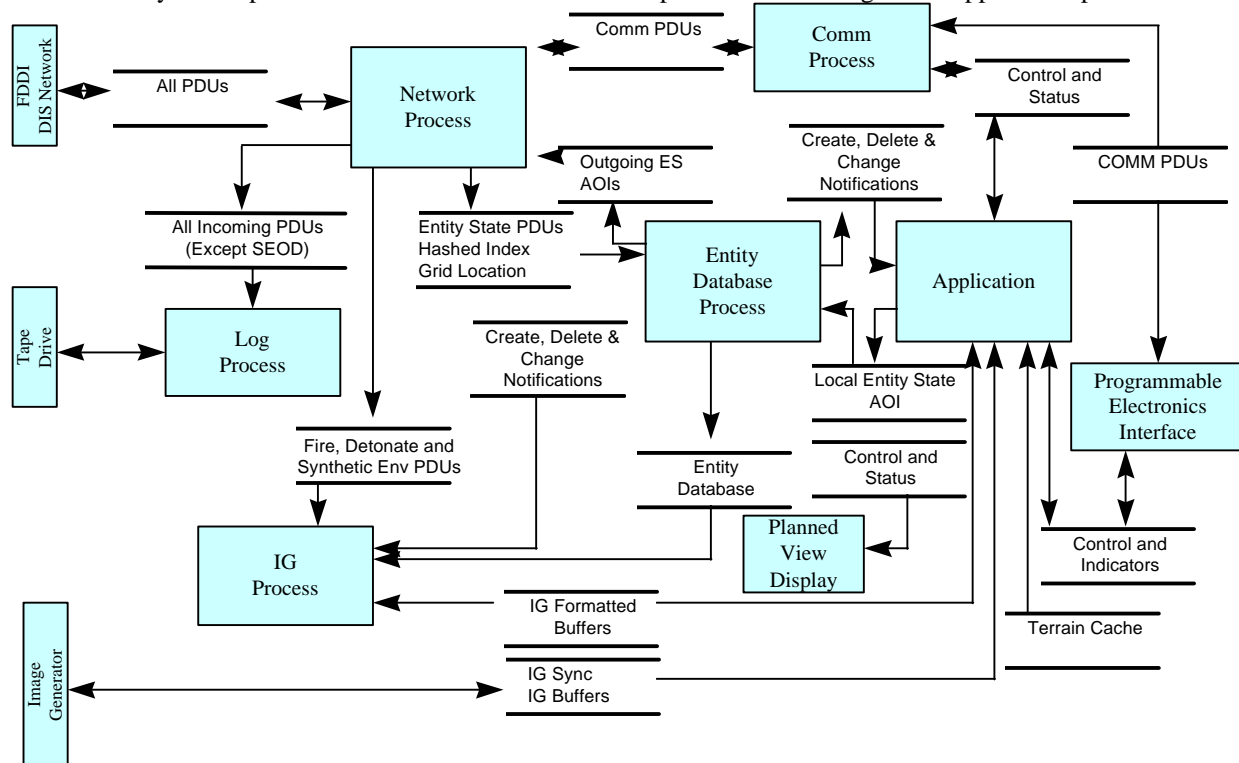 Comm PDUs
Comm
Process
FDDI
DIS Network
All PDUs
Network
Process
Control and
Status
Outgoing ES
AOIs
Create, Delete &
Change
Notifications
COMM PDUs
All Incoming PDUs
(Except SEOD)
Entity State PDUs
Hashed Index
Grid Location
Entity
Database
Process
Application
Tape
Drive
Log
Process
Create, Delete &
Change
Notifications
Local Entity State
AOI
Programmable
Electronics
Interface
Fire, Detonate and
Synthetic Env PDUs
Entity
Database
Control and
Status
IG
Process
Planned
View
Display
Control and
Indicators
IG Formatted
Buffers
Terrain Cache
Image
Generator
IG Sync
IG Buffers